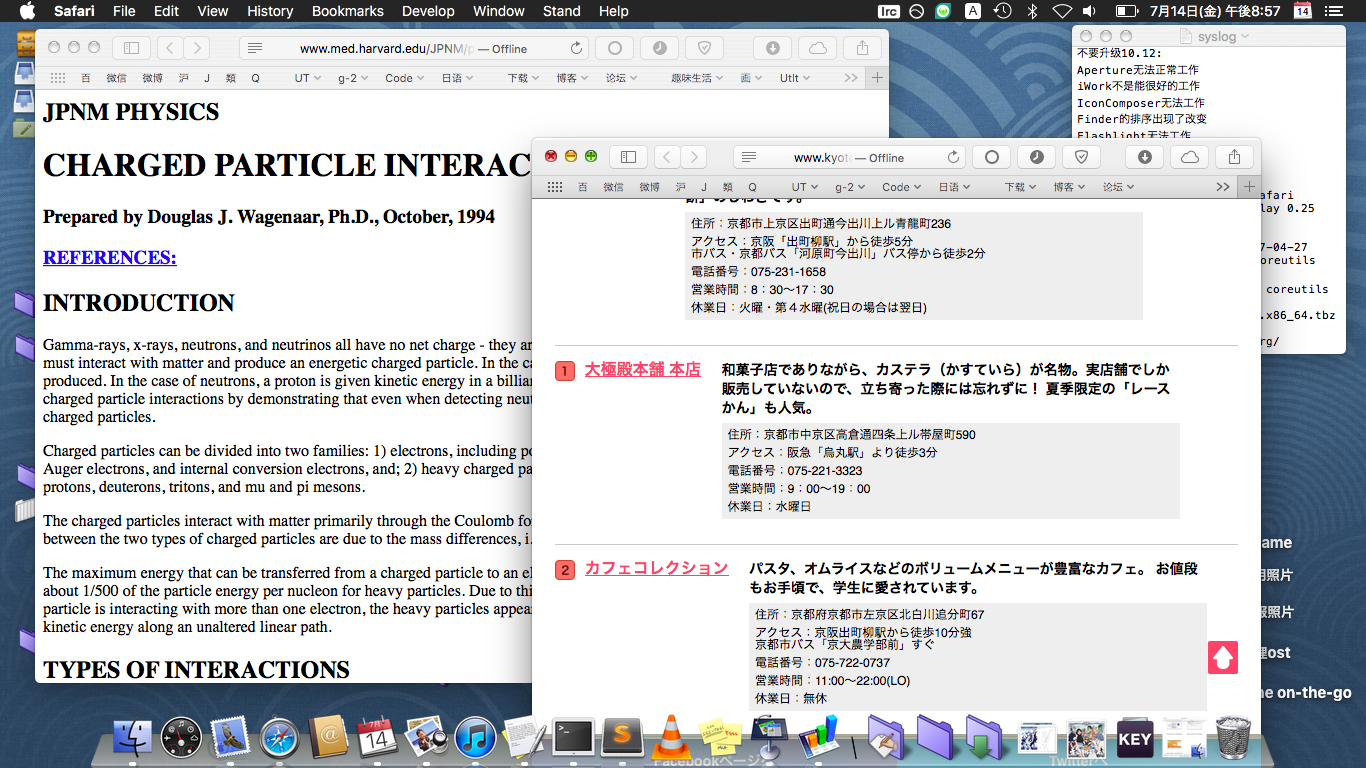 Safari File Edit View History Bookmarks Develop Window Stand Help
lrc A 7月14日(金) 午後8:57 14
www.med.harvard.edu/JPNM/ — Offline
百 微信 微博 沪 J 類 Q UT g-2 Code 日语 下载 博客 论坛 趣味生活 画 Utlt
JPNM PHYSICS
CHARGED PARTICLE INTERAC
Prepared by Douglas J. Wagenaar, Ph.D., October, 1994
REFERENCES:
INTRODUCTION
Gamma-rays, x-rays, neutrons, and neutrinos all have no net charge - they ar
must interact with matter and produce an energetic charged particle. In the ca
produced. In the case of neutrons, a proton is given kinetic energy in a billiar
charged particle interactions by demonstrating that even when detecting neut
charged particles.
Charged particles can be divided into two families: 1) electrons, including po
Auger electrons, and internal conversion electrons, and; 2) heavy charged pa
protons, deuterons, tritons, and mu and pi mesons.
The charged particles interact with matter primarily through the Coulomb fo
between the two types of charged particles are due to the mass differences, i.
The maximum energy that can be transferred from a charged particle to an el
about 1/500 of the particle energy per nucleon for heavy particles. Due to thi
particle is interacting with more than one electron, the heavy particles appear
kinetic energy along an unaltered linear path.
TYPES OF INTERACTIONS
syslog
不要升级10.12:
Aperture无法正常工作
iWork不是能很好的工作
IconComposer无法工作
Finder的排序出现了改变
Flashlight无法工作
afari
lay 0.25
7-04-27
oreutils
coreutils
.x86_64.tbz
rg/
www.kyot — Offline
百 微信 微博 沪 J 類 Q UT g-2 Code 日语 下载 博客 论坛
住所：京都市上京区出町通今出川上ル青龍町236
アクセス：京阪「出町柳駅」から徒歩5分
市バス・京都バス「河原町今出川」バス停から徒歩2分
電話番号：075-231-1658
営業時間：8：30〜17：30
休業日：火曜・第４水曜(祝日の場合は翌日)
1 大極殿本舗 本店
和菓子店でありながら、カステラ（かすていら）が名物。実店舗でしか
販売していないので、立ち寄った際には忘れずに！ 夏季限定の「レース
かん」も人気。
住所：京都市中京区高倉通四条上ル帯屋町590
アクセス：阪急「烏丸駅」より徒歩3分
電話番号：075-221-3323
営業時間：9：00〜19：00
休業日：水曜日
2 カフェコレクション
パスタ、オムライスなどのボリュームメニューが豊富なカフェ。 お値段
もお手頃で、学生に愛されています。
住所：京都府京都市左京区北白川追分町67
アクセス：京阪出町柳駅から徒歩10分強
京都市バス「京大農学部前」すぐ
電話番号：075-722-0737
営業時間：11:00〜22:00(LO)
休業日：無休
ame
照片
照片
ost
ne on-the-go
7月
14
KEY
Facebookページへ
Twitterへ